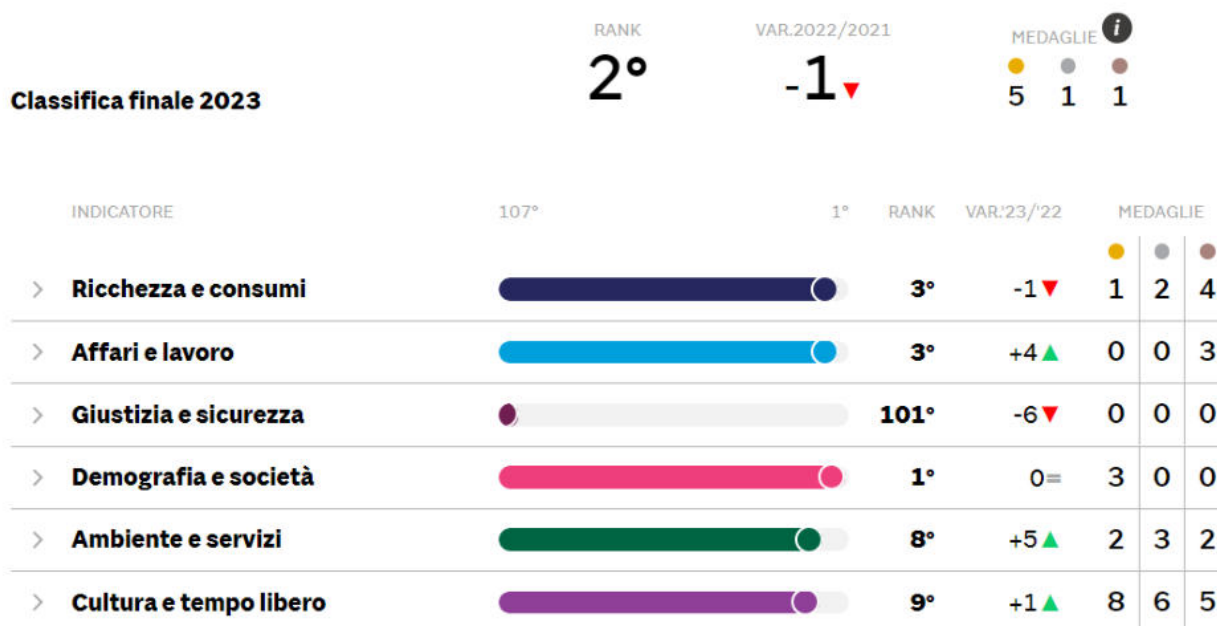 RANK VAR.2022/2021 MEDAGLIE i
Classifica finale 2023 2° -1▼ 5 1 1
INDICATORE 107° 1° RANK VAR.'23/'22 MEDAGLIE
Ricchezza e consumi 3° -1▼ 1 2 4
Affari e lavoro 3° +4▲ 0 0 3
Giustizia e sicurezza 101° -6▼ 0 0 0
Demografia e società 1° 0= 3 0 0
Ambiente e servizi 8° +5▲ 2 3 2
Cultura e tempo libero 9° +1▲ 8 6 5